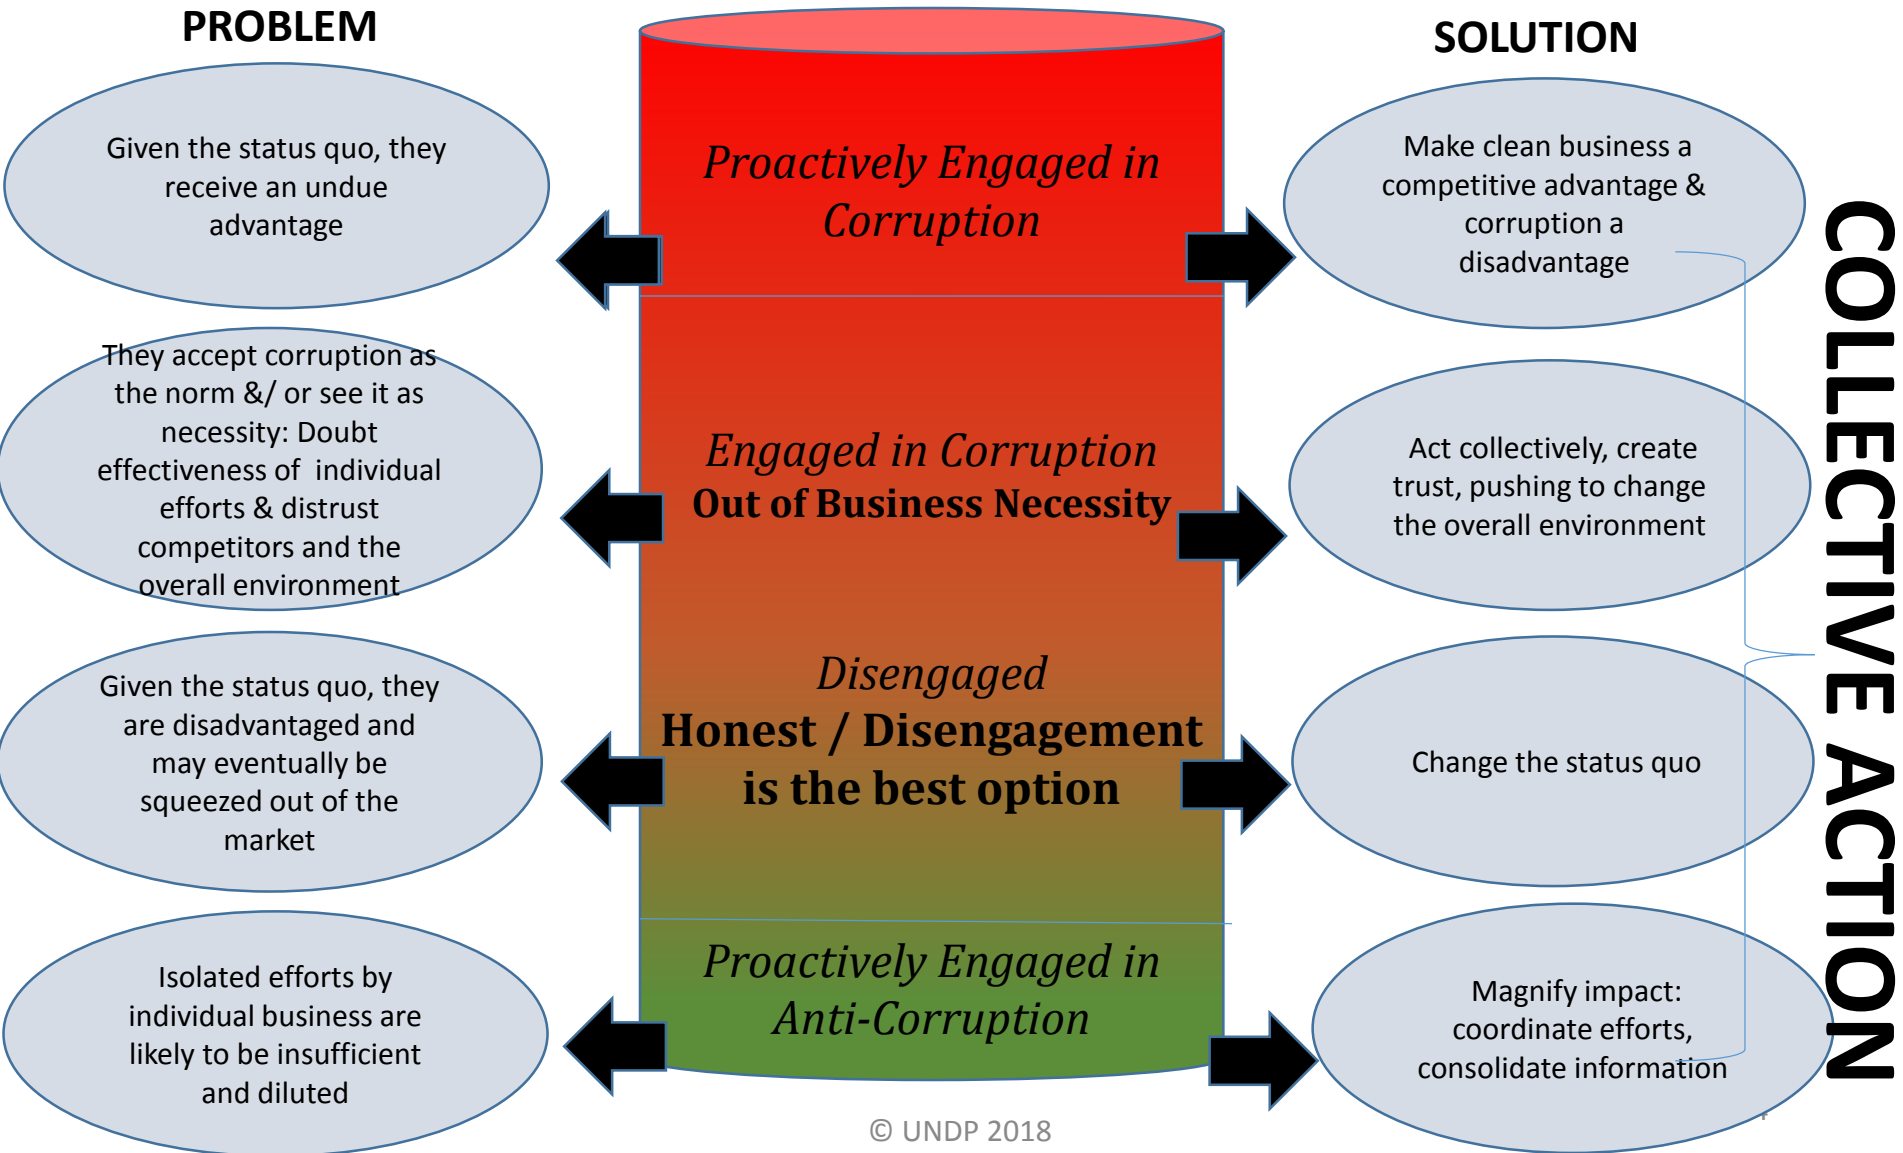 PROBLEM
Given the status quo, they
receive an undue
advantage
They accept corruption as
the norm &/ or see it as
necessity: Doubt
effectiveness of  individual
efforts & distrust
competitors and the
overall environment
Given the status quo, they
are disadvantaged and
may eventually be
squeezed out of the
market
Isolated efforts by
individual business are
likely to be insufficient
and diluted
Proactively Engaged in
Corruption
Engaged in Corruption
Out of Business Necessity
Disengaged
Honest / Disengagement
is the best option
Proactively Engaged in
Anti-Corruption
SOLUTION
Make clean business a
competitive advantage &
corruption a
disadvantage
Act collectively, create
trust, pushing to change
the overall environment
Change the status quo
Magnify impact:
coordinate efforts,
consolidate information
COLLECTIVE ACTION
© UNDP 2018